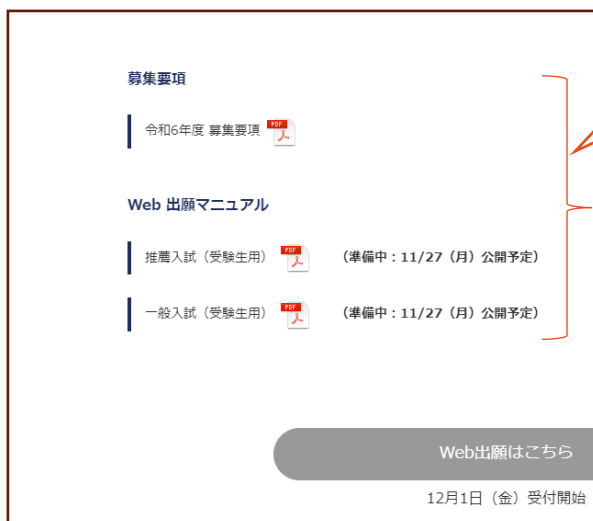 募集要項
令和6年度 募集要項 PDF
Web 出願マニュアル
推薦入試（受験生用） PDF （準備中：11/27（月）公開予定）
一般入試（受験生用） PDF （準備中：11/27（月）公開予定）
Web出願はこちら
12月1日（金）受付開始